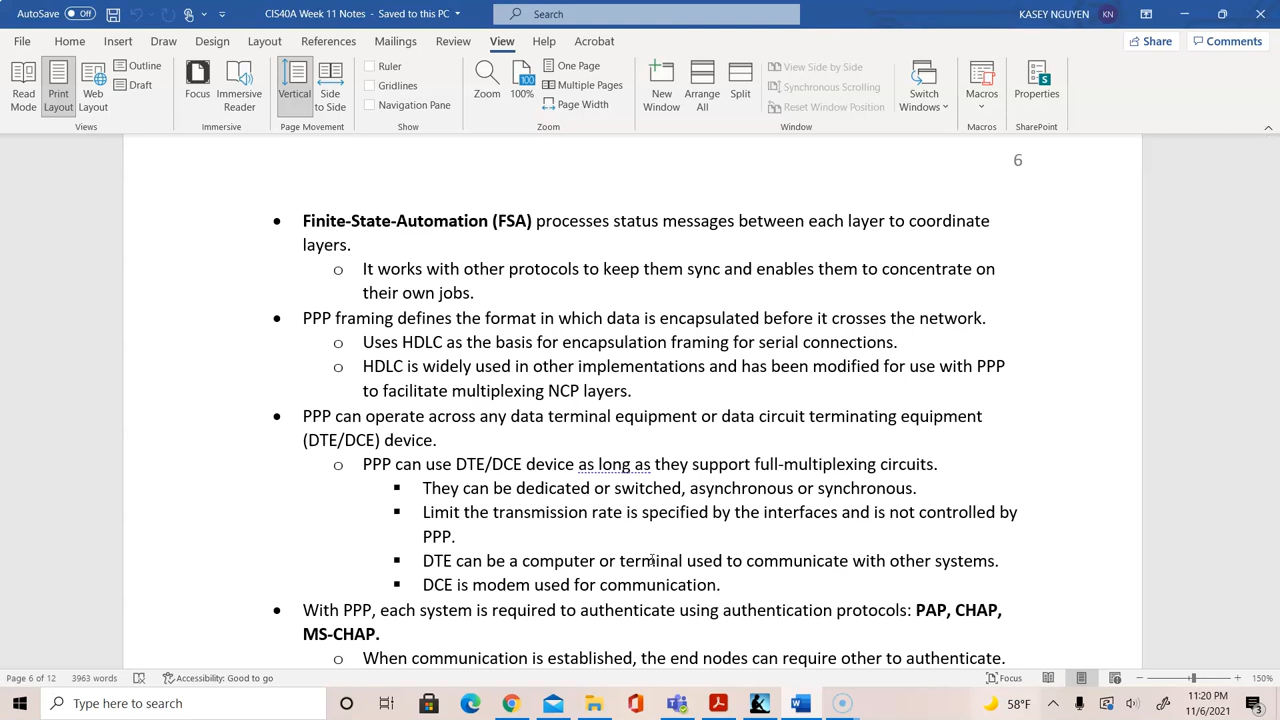 AutoSave Off CIS40A Week 11 Notes Search KASEY NGUYEN KN
File Home Insert Draw Design Layout References Mailings Review View Help Acrobat Share Comments
Read Mode Print Layout Web Layout Outline Draft Focus Immersive Reader Vertical Side to Side Ruler Gridlines Navigation Pane Zoom 100 100% One Page Multiple Pages Page Width New Window Arrange All Split View Side by Side Synchronous Scrolling Reset Window Position Switch Windows Macros Properties
Views Immersive Page Movement Show Zoom Window Macros SharePoint
6
• Finite-State-Automation (FSA) processes status messages between each layer to coordinate
layers.
o It works with other protocols to keep them sync and enables them to concentrate on
their own jobs.
• PPP framing defines the format in which data is encapsulated before it crosses the network.
o Uses HDLC as the basis for encapsulation framing for serial connections.
o HDLC is widely used in other implementations and has been modified for use with PPP
to facilitate multiplexing NCP layers.
• PPP can operate across any data terminal equipment or data circuit terminating equipment
(DTE/DCE) device.
o PPP can use DTE/DCE device as long as they support full-multiplexing circuits.
▪ They can be dedicated or switched, asynchronous or synchronous.
▪ Limit the transmission rate is specified by the interfaces and is not controlled by
PPP.
▪ DTE can be a computer or terminal used to communicate with other systems.
▪ DCE is modem used for communication.
• With PPP, each system is required to authenticate using authentication protocols: PAP, CHAP,
MS-CHAP.
o When communication is established, the end nodes can require other to authenticate.
Page 6 of 12 3963 words Accessibility: Good to go Focus 150%
Type here to search 58°F 11:20 PM
11/6/2021 3